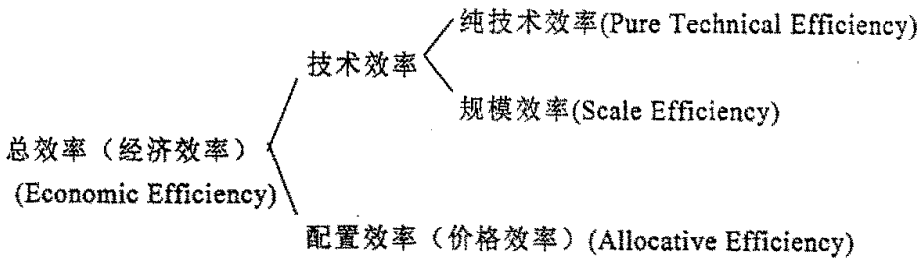 纯技术效率(Pure Technical Efficiency)
技术效率
规模效率(Scale Efficiency)
总效率（经济效率）
(Economic Efficiency)
配置效率（价格效率）(Allocative Efficiency)